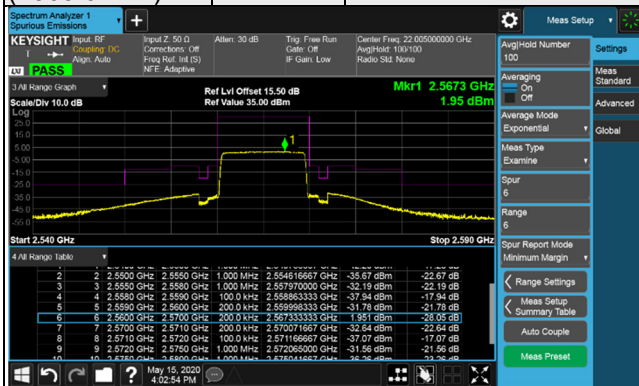 Spectrum Analyzer 1
Spurious Emissions
Meas Setup
KEYSIGHT
Input: RF
Coupling: DC
Align: Auto
Input Z: 50 Ω
Corrections: Off
Freq Ref: Int (S)
NFE: Adaptive
Atten: 30 dB
Trig: Free Run
Gate: Off
IF Gain: Low
Center Freq: 22.005000000 GHz
Avg|Hold: 100/100
Radio Std: None
LXI
PASS
3 All Range Graph
Ref Lvl Offset 15.50 dB
Mkr1 2.5673 GHz
Scale/Div 10.0 dB
Ref Value 35.00 dBm
1.95 dBm
Log
25.0
15.0
5.00
-5.00
-15.0
-25.0
-35.0
-45.0
-55.0
1
Start 2.540 GHz
Stop 2.590 GHz
4 All Range Table
2 2 2.5500 GHz 2.5550 GHz 1.000 MHz 2.554616667 GHz -35.67 dBm -22.67 dB
3 3 2.5550 GHz 2.5580 GHz 1.000 MHz 2.557970000 GHz -32.19 dBm -22.19 dB
4 4 2.5580 GHz 2.5590 GHz 100.0 kHz 2.558863333 GHz -37.94 dBm -17.94 dB
5 5 2.5590 GHz 2.5600 GHz 200.0 kHz 2.559998333 GHz -31.78 dBm -21.78 dB
6 6 2.5600 GHz 2.5700 GHz 200.0 kHz 2.567333333 GHz 1.951 dBm -28.05 dB
7 7 2.5700 GHz 2.5710 GHz 200.0 kHz 2.570071667 GHz -32.64 dBm -22.64 dB
8 8 2.5710 GHz 2.5720 GHz 100.0 kHz 2.571166667 GHz -37.07 dBm -17.07 dB
9 9 2.5720 GHz 2.5750 GHz 1.000 MHz 2.572065000 GHz -31.56 dBm -21.56 dB
May 15, 2020
4:02:54 PM
Avg|Hold Number
100
Averaging
On
Off
Average Mode
Exponential
Meas Type
Examine
Spur
6
Range
6
Spur Report Mode
Minimum Margin
Range Settings
Meas Setup
Summary Table
Auto Couple
Meas Preset
Settings
Meas
Standard
Advanced
Global